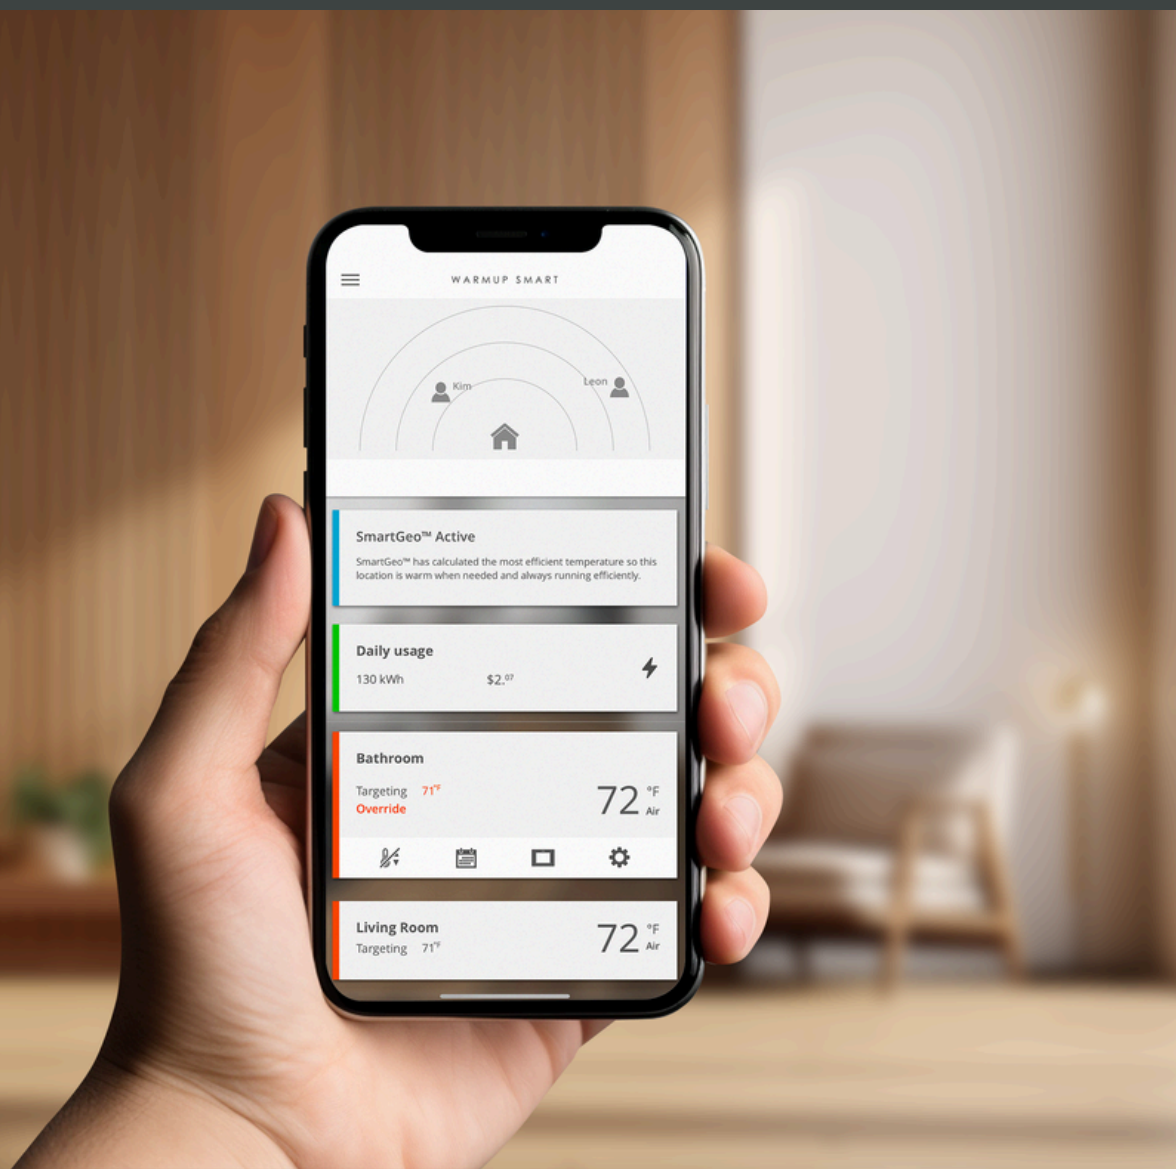 WARMUP SMART
Kim
Leon
SmartGeo™ Active
SmartGeo™ has calculated the most efficient temperature so this
location is warm when needed and always running efficiently.
Daily usage
130 kWh $2.⁰⁷
Bathroom
Targeting 71°F
Override
72 °F
Air
Living Room
Targeting 71°F
72 °F
Air